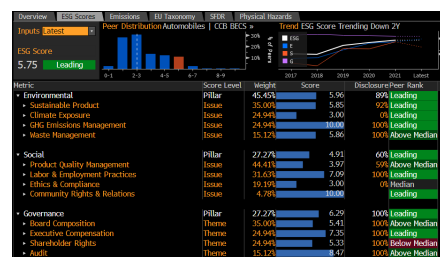 Overview ESG Scores Emissions EU Taxonomy SFDR Physical Hazards
Inputs Latest Peer Distribution Automobiles | CCB BECS » Trend ESG Score Trending Down 2Y
ESG Score
5.75 Leading
30%
20%
10%
% of Peers
0-1 2-3 4-5 6-7 8-9
ESG
E
S
G
2017 2018 2019 2020 2021 Latest
Metric Score Level Weight Score Disclosure Peer Rank
Environmental Pillar 45.45% 5.96 89% Leading
Sustainable Product Issue 35.00% 5.85 92% Leading
Climate Exposure Issue 24.94% 3.00 0% Leading
GHG Emissions Management Issue 24.94% 10.00 100% Leading
Waste Management Issue 15.12% 5.86 100% Above Median
Social Pillar 27.27% 4.91 60% Leading
Product Quality Management Issue 44.41% 3.97 59% Above Median
Labor & Employment Practices Issue 31.63% 7.09 100% Leading
Ethics & Compliance Issue 19.19% 3.00 0% Median
Community Rights & Relations Issue 4.78% 10.00 100% Leading
Governance Pillar 27.27% 6.29 100% Leading
Board Composition Theme 35.00% 5.41 100% Above Median
Executive Compensation Theme 24.94% 7.35 100% Leading
Shareholder Rights Theme 24.94% 5.33 100% Below Median
Audit Theme 15.12% 8.47 100% Above Median